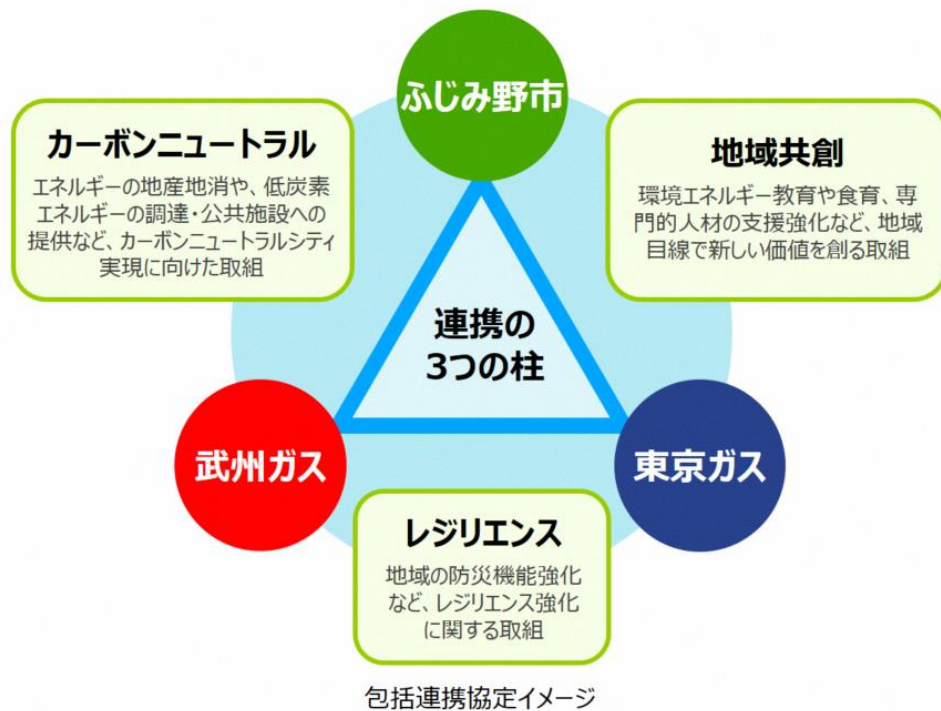 ふじみ野市
カーボンニュートラル
エネルギーの地産地消や、低炭素
エネルギーの調達・公共施設への
提供など、カーボンニュートラルシティ
実現に向けた取組
地域共創
環境エネルギー教育や食育、専
門的人材の支援強化など、地域
目線で新しい価値を創る取組
連携の
3つの柱
武州ガス
東京ガス
レジリエンス
地域の防災機能強化
など、レジリエンス強化
に関する取組
包括連携協定イメージ